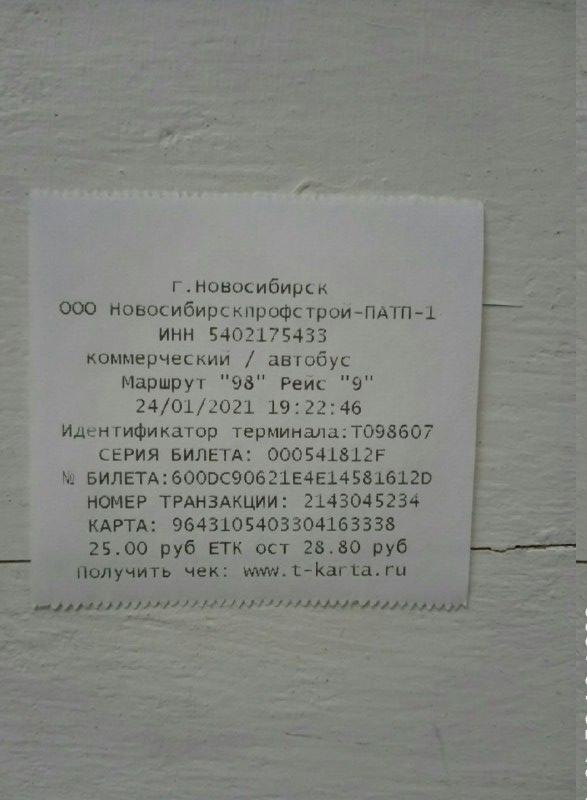 г.Новосибирск
ООО Новосибирскпрофстрой-ПАТП-1
ИНН 5402175433
коммерческий / автобус
Маршрут "98" Рейс "9"
24/01/2021 19:22:46
Идентификатор терминала:T098607
СЕРИЯ БИЛЕТА: 000541812F
№ БИЛЕТА:600DC90621E4E14581612D
НОМЕР ТРАНЗАКЦИИ: 2143045234
КАРТА: 9643105403304163338
25.00 руб ЕТК ост 28.80 руб
Получить чек: www.t-karta.ru